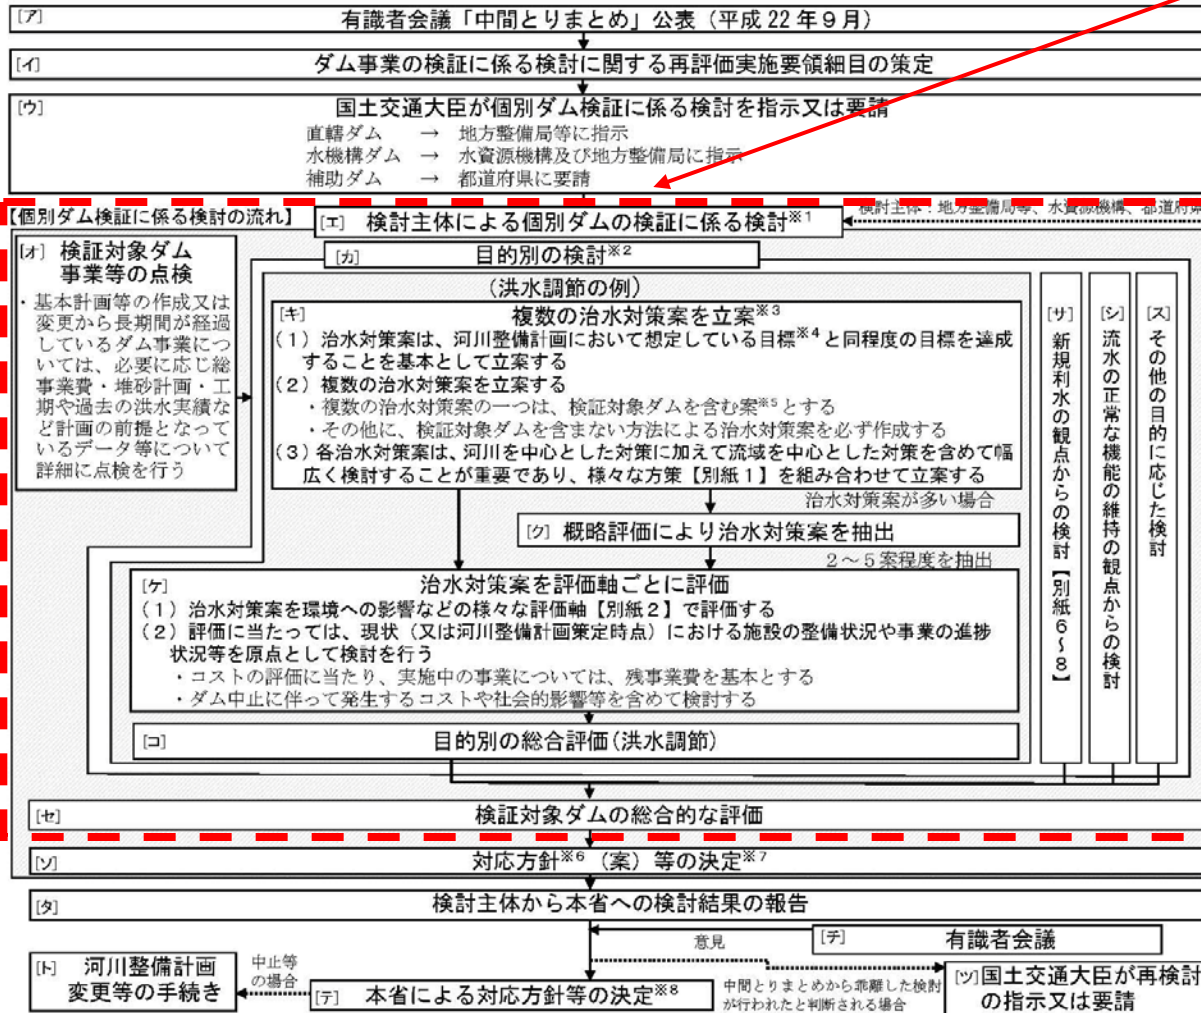 [ア] 有識者会議「中間とりまとめ」公表（平成22年９月）
[イ] ダム事業の検証に係る検討に関する再評価実施要領細目の策定
[ウ] 国土交通大臣が個別ダム検証に係る検討を指示又は要請
直轄ダム → 地方整備局等に指示
水機構ダム → 水資源機構及び地方整備局に指示
補助ダム → 都道府県に要請
【個別ダム検証に係る検討の流れ】
[エ] 検討主体による個別ダムの検証に係る検討※1
検討主体：地方整備局等、水資源機構、都道府県
[オ] 検証対象ダム
事業等の点検
・基本計画等の作成又は
変更から長期間が経過
しているダム事業につ
いては、必要に応じ総
事業費・堆砂計画・工
期や過去の洪水実績な
ど計画の前提となって
いるデータ等について
詳細に点検を行う
[カ] 目的別の検討※2
(洪水調節の例)
[キ] 複数の治水対策案を立案※3
（１）治水対策案は、河川整備計画において想定している目標※4と同程度の目標を達成
することを基本として立案する
（２）複数の治水対策案を立案する
・複数の治水対策案の一つは、検証対象ダムを含む案※5とする
・その他に、検証対象ダムを含まない方法による治水対策案を必ず作成する
（３）各治水対策案は、河川を中心とした対策に加えて流域を中心とした対策を含めて幅
広く検討することが重要であり、様々な方策【別紙１】を組み合わせて立案する
治水対策案が多い場合
[ク] 概略評価により治水対策案を抽出
２～５案程度を抽出
[ケ] 治水対策案を評価軸ごとに評価
（１）治水対策案を環境への影響などの様々な評価軸【別紙２】で評価する
（２）評価に当たっては、現状（又は河川整備計画策定時点）における施設の整備状況や事業の進捗
状況等を原点として検討を行う
・コストの評価に当たり、実施中の事業については、残事業費を基本とする
・ダム中止に伴って発生するコストや社会的影響等を含めて検討する
[コ] 目的別の総合評価(洪水調節)
[サ] 新規利水の観点からの検討【別紙６～８】
[シ] 流水の正常な機能の維持の観点からの検討
[ス] その他の目的に応じた検討
[セ] 検証対象ダムの総合的な評価
[ソ] 対応方針※6（案）等の決定※7
[タ] 検討主体から本省への検討結果の報告
意見
[チ] 有識者会議
[ト] 河川整備計画
変更等の手続き
中止等
の場合
[テ] 本省による対応方針等の決定※8
中間とりまとめから乖離した検討
が行われたと判断される場合
[ツ] 国土交通大臣が再検討
の指示又は要請